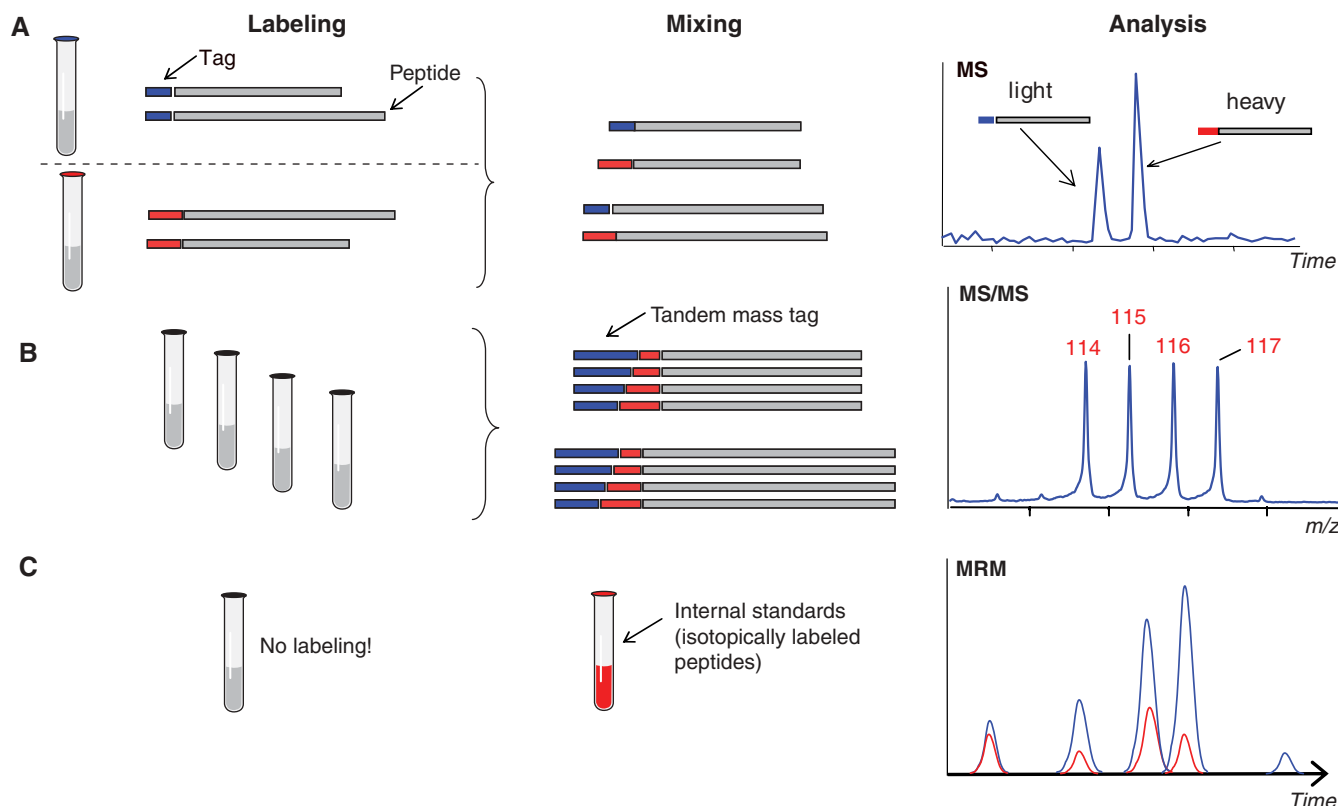 A
Labeling
Mixing
Analysis
Tag
Peptide
MS
light
heavy
Time
B
Tandem mass tag
MS/MS
114
115
116
117
m/z
C
No labeling!
Internal standards
(isotopically labeled
peptides)
MRM
Time